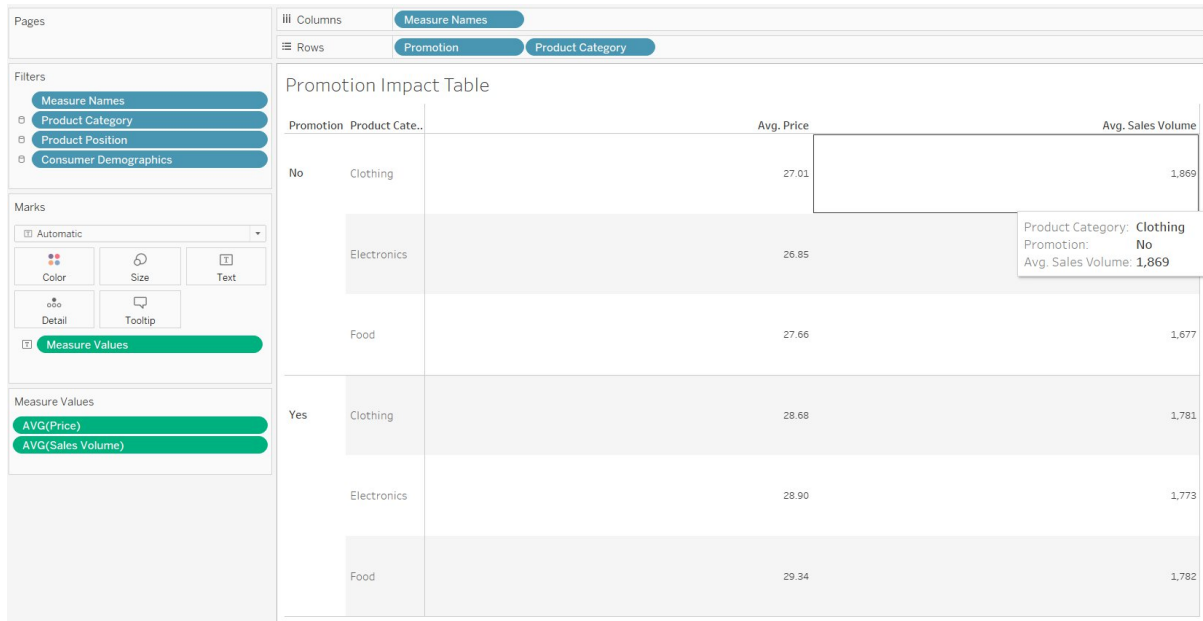 Pages
iii Columns
Measure Names
Rows
Promotion
Product Category
Filters
Measure Names
Product Category
Product Position
Consumer Demographics
Marks
Automatic
Color
Size
Text
Detail
Tooltip
Measure Values
Measure Values
AVG(Price)
AVG(Sales Volume)
Promotion Impact Table
Promotion Product Cate.. Avg. Price Avg. Sales Volume
No Clothing 27.01 1,869
Product Category: Clothing
Promotion: No
Avg. Sales Volume: 1,869
Electronics 26.85
Food 27.66 1,677
Yes Clothing 28.68 1,781
Electronics 28.90 1,773
Food 29.34 1,782